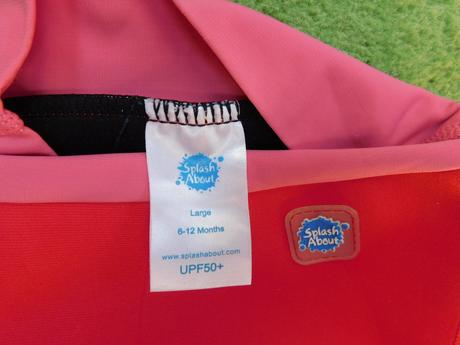 Splash
About
Large
6-12 Months
www.splashabout.com
UPF50+
Splash
About